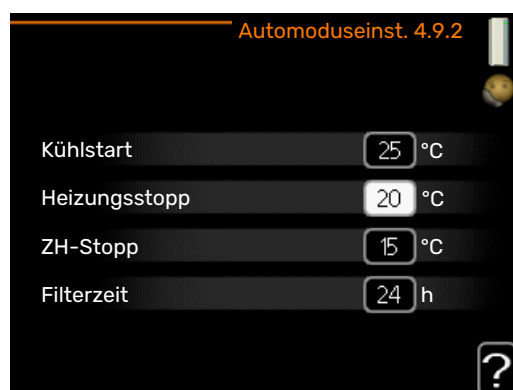 Automoduseinst. 4.9.2
Kühlstart 25 °C
Heizungsstopp 20 °C
ZH-Stopp 15 °C
Filterzeit 24 h
?